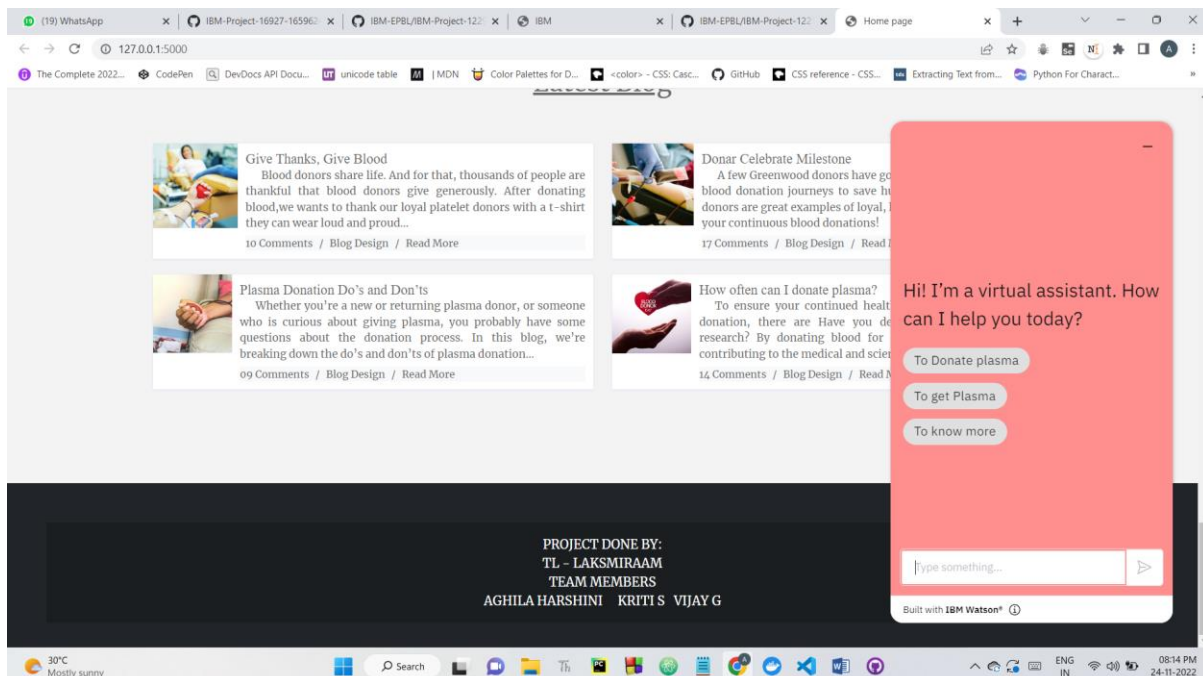 (19) WhatsApp
IBM-Project-16927-165962
IBM-EPBL/IBM-Project-122
IBM
IBM-EPBL/IBM-Project-122
Home page
127.0.0.1:5000
The Complete 2022...
CodePen
DevDocs API Docu...
unicode table
| MDN
Color Palettes for D...
<color> - CSS: Casc...
GitHub
CSS reference - CSS...
Extracting Text from...
Python For Charact...
»
Latest Blog
Give Thanks, Give Blood
Blood donors share life. And for that, thousands of people are
thankful that blood donors give generously. After donating
blood,we wants to thank our loyal platelet donors with a t-shirt
they can wear loud and proud...
10 Comments / Blog Design / Read More
Donar Celebrate Milestone
A few Greenwood donors have go
blood donation journeys to save hu
donors are great examples of loyal,
your continuous blood donations!
17 Comments / Blog Design / Read
Plasma Donation Do's and Don'ts
Whether you're a new or returning plasma donor, or someone
who is curious about giving plasma, you probably have some
questions about the donation process. In this blog, we're
breaking down the do's and don'ts of plasma donation...
09 Comments / Blog Design / Read More
How often can I donate plasma?
To ensure your continued healt
donation, there are Have you de
research? By donating blood for
contributing to the medical and scien
14 Comments / Blog Design / Read M
Hi! I'm a virtual assistant. How
can I help you today?
To Donate plasma
To get Plasma
To know more
Type something...
Built with IBM Watson®
PROJECT DONE BY:
TL - LAKSMIRAAM
TEAM MEMBERS
AGHILA HARSHINI KRITI S VIJAY G
30°C
Mostly sunny
Search
ENG
IN
08:14 PM
24-11-2022